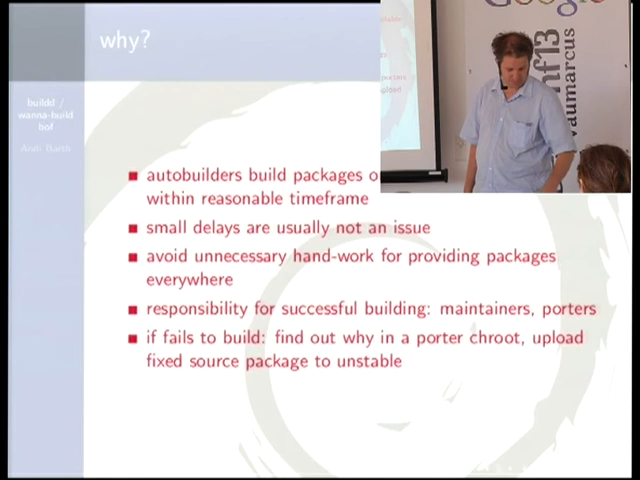 why?
Google
nf13
vaumarcus
buildd /
wanna-build
bof
Andi Barth
autobuilders build packages o
within reasonable timeframe
small delays are usually not an issue
avoid unnecessary hand-work for providing packages
everywhere
responsibility for successful building: maintainers, porters
if fails to build: find out why in a porter chroot, upload
fixed source package to unstable